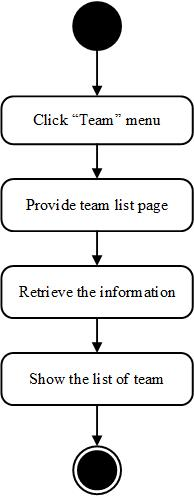 Click “Team” menu
Provide team list page
Retrieve the information
Show the list of team